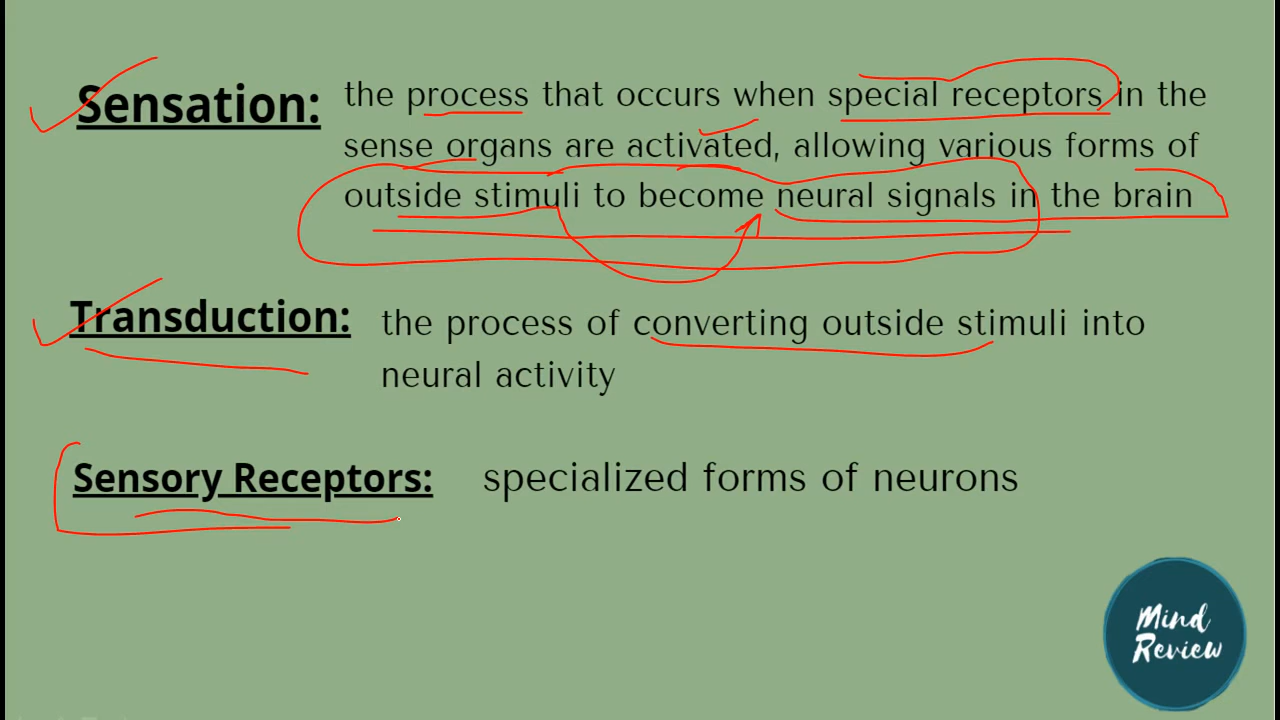 Sensation: the process that occurs when special receptors in the
sense organs are activated, allowing various forms of
outside stimuli to become neural signals in the brain
Transduction: the process of converting outside stimuli into
neural activity
Sensory Receptors: specialized forms of neurons
Mind
Review